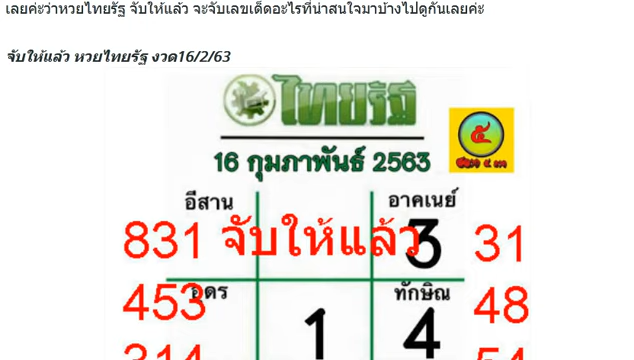 เลยค่ะว่าหวยไทยรัฐ จับให้แล้ว จะจับเลขเด็ดอะไรที่น่าสนใจมาบ้างไปดูกันเลยค่ะ
จับให้แล้ว หวยไทยรัฐ งวด16/2/63
ไทยรัฐ
๕
16 กุมภาพันธ์ 2563
อีสาน อาคเนย์
831 จับให้แล้ว 3 31
อุดร ทักษิณ
453 1 4 48
314 54